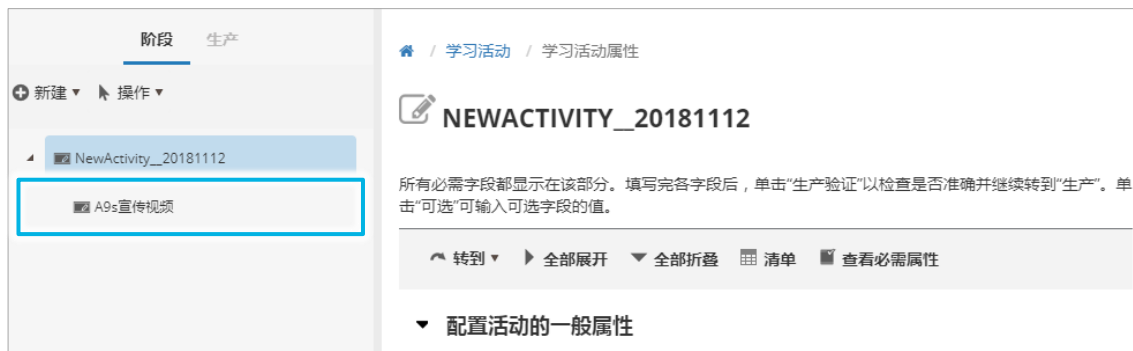 阶段 生产
新建 操作
NewActivity__20181112
A9s宣传视频
/ 学习活动 / 学习活动属性
NEWACTIVITY__20181112
所有必需字段都显示在该部分。填写完各字段后，单击“生产验证”以检查是否准确并继续转到“生产”。单
击“可选”可输入可选字段的值。
转到 全部展开 全部折叠 清单 查看必需属性
配置活动的一般属性